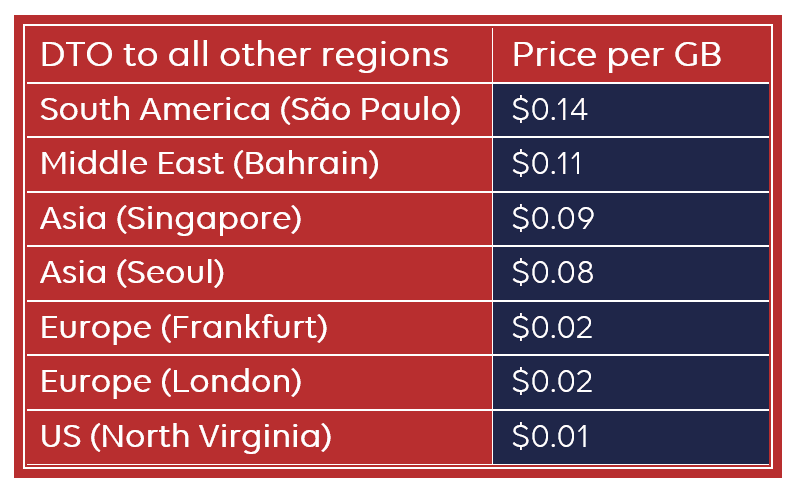 DTO to all other regions Price per GB
South America (São Paulo) $0.14
Middle East (Bahrain) $0.11
Asia (Singapore) $0.09
Asia (Seoul) $0.08
Europe (Frankfurt) $0.02
Europe (London) $0.02
US (North Virginia) $0.01